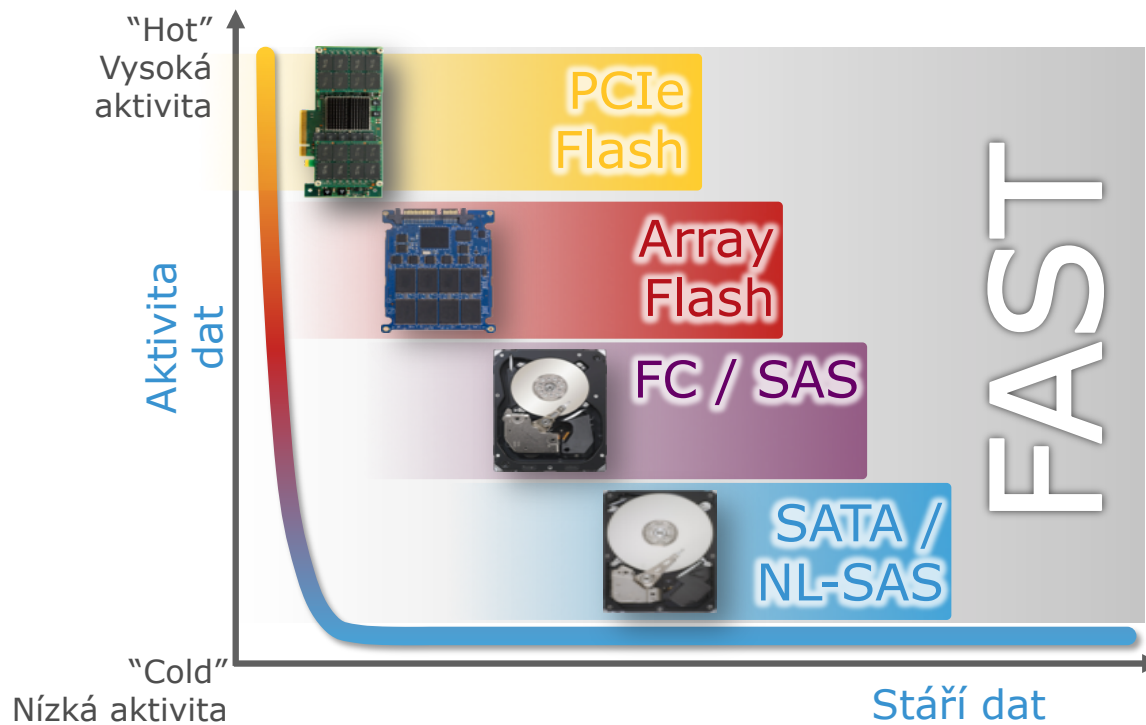 “Hot”
Vysoká
aktivita
PCIe
Flash
Array
Flash
FC / SAS
SATA /
NL-SAS
FAST
Aktivita
dat
“Cold”
Nízká aktivita
Stáří dat